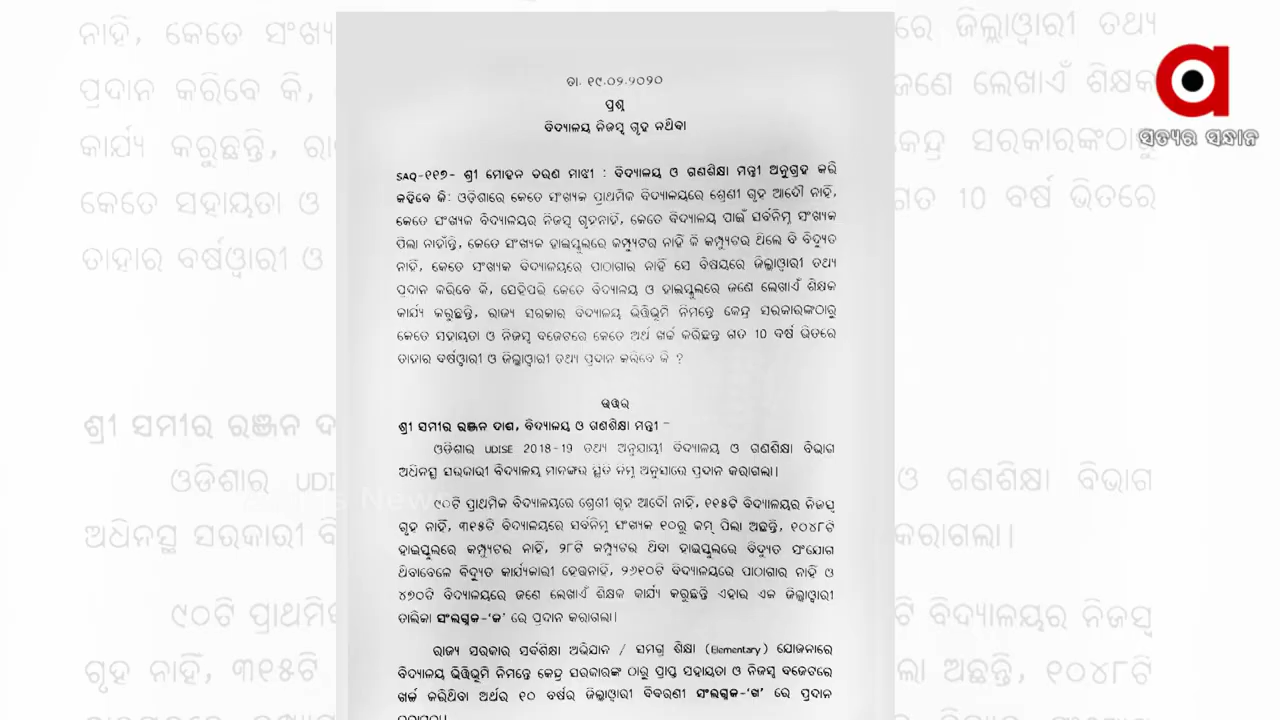 ତା. ୧୯.୦୨.୨୦୨୦
ପ୍ରଶ୍ନ
ବିଦ୍ୟାଳୟ ନିଜସ୍ୱ ଗୃହ ନଥିବା
SAQ-୧୧୭- ଶ୍ରୀ ମୋହନ ଚରଣ ମାଝୀ : ବିଦ୍ୟାଳୟ ଓ ଗଣଶିକ୍ଷା ମନ୍ତ୍ରୀ ଅନୁଗ୍ରହ କରି
କହିବେ କି: ଓଡ଼ିଶାରେ କେତେ ସଂଖ୍ୟକ ପ୍ରାଥମିକ ବିଦ୍ୟାଳୟରେ ଶ୍ରେଣୀ ଗୃହ ଆଦୌ ନାହିଁ,
କେତେ ସଂଖ୍ୟକ ବିଦ୍ୟାଳୟର ନିଜସ୍ୱ ଗୃହନାହିଁ, କେତେ ବିଦ୍ୟାଳୟ ପାଇଁ ସର୍ବନିମ୍ନ ସଂଖ୍ୟକ
ପିଲା ନାହାଁନ୍ତି, କେତେ ସଂଖ୍ୟକ ହାଇସ୍କୁଲରେ କମ୍ପ୍ୟୁଟର ନାହିଁ କି କମ୍ପ୍ୟୁଟର ଥିଲେ ବି ବିଦ୍ୟୁତ
ନାହିଁ, କେତେ ସଂଖ୍ୟକ ବିଦ୍ୟାଳୟରେ ପାଠାଗାର ନାହିଁ ସେ ବିଷୟରେ ଜିଲ୍ଲାୱାରୀ ତଥ୍ୟ
ପ୍ରଦାନ କରିବେ କି, ସେହିପରି କେତେ ବିଦ୍ୟାଳୟ ଓ ହାଇସ୍କୁଲରେ ଜଣେ ଲେଖାଏଁ ଶିକ୍ଷକ
କାର୍ଯ୍ୟ କରୁଛନ୍ତି, ରାଜ୍ୟ ସରକାର ବିଦ୍ୟାଳୟ ଭିତ୍ତିଭୂମି ନିମନ୍ତେ କେନ୍ଦ୍ର ସରକାରଙ୍କଠାରୁ
କେତେ ସହାୟତା ଓ ନିଜସ୍ୱ ବଜେଟରେ କେତେ ଅର୍ଥ ଖର୍ଚ୍ଚ କରିଛନ୍ତି ଗତ 10 ବର୍ଷ ଭିତରେ
ତାହାର ବର୍ଷୱାରୀ ଓ ଜିଲ୍ଲାୱାରୀ ତଥ୍ୟ ପ୍ରଦାନ କରିବେ କି ?
ଉତ୍ତର
ଶ୍ରୀ ସମୀର ରଞ୍ଜନ ଦାଶ, ବିଦ୍ୟାଳୟ ଓ ଗଣଶିକ୍ଷା ମନ୍ତ୍ରୀ –
ଓଡିଶାର UDISE 2018-19 ତଥ୍ୟ ଅନୁଯାୟୀ ବିଦ୍ୟାଳୟ ଓ ଗଣଶିକ୍ଷା ବିଭାଗ
ଅଧିନସ୍ଥ ସରକାରୀ ବିଦ୍ୟାଳୟ ମାନଙ୍କର ସ୍ଥିତି ନିମ୍ନ ଅନୁସାରେ ପ୍ରଦାନ କରାଗଲା।
୯୦ଟି ପ୍ରାଥମିକ ବିଦ୍ୟାଳୟରେ ଶ୍ରେଣୀ ଗୃହ ଆଦୌ ନାହିଁ, ୧୧୫ଟି ବିଦ୍ୟାଳୟର ନିଜସ୍ୱ
ଗୃହ ନାହିଁ, ୩୧୫ଟି ବିଦ୍ୟାଳୟରେ ସର୍ବନିମ୍ନ ସଂଖ୍ୟକ ୧୦ରୁ କମ୍ ପିଲା ଅଛନ୍ତି, ୧୦୪୮ଟି
ହାଇସ୍କୁଲରେ କମ୍ପ୍ୟୁଟର ନାହିଁ, ୨୮ଟି କମ୍ପ୍ୟୁଟର ଥିବା ହାଇସ୍କୁଲରେ ବିଦ୍ୟୁତ ସଂଯୋଗ
ଥିବାବେଳେ ବିଦ୍ୟୁତ କାର୍ଯ୍ୟକାରୀ ହେଉନାହିଁ, ୨୬୧୦ଟି ବିଦ୍ୟାଳୟରେ ପାଠାଗାର ନାହିଁ ଓ
୪୭୦ଟି ବିଦ୍ୟାଳୟରେ ଜଣେ ଲେଖାଏଁ ଶିକ୍ଷକ କାର୍ଯ୍ୟ କରୁଛନ୍ତି ଏହାର ଏକ ଜିଲ୍ଲାୱାରୀ
ତାଲିକା ସଂଲଗ୍ନକ-‘କ’ ରେ ପ୍ରଦାନ କରାଗଲା।
ରାଜ୍ୟ ସରକାର ସର୍ବଶିକ୍ଷା ଅଭିଯାନ / ସମଗ୍ର ଶିକ୍ଷା (Elementary) ଯୋଜନାରେ
ବିଦ୍ୟାଳୟ ଭିତ୍ତିଭୂମି ନିମନ୍ତେ କେନ୍ଦ୍ର ସରକାରଙ୍କ ଠାରୁ ପ୍ରାପ୍ତ ସହାୟତା ଓ ନିଜସ୍ୱ ବଜେଟରେ
ଖର୍ଚ୍ଚ କରିଥିବା ଅର୍ଥର ୧୦ ବର୍ଷର ଜିଲ୍ଲାୱାରୀ ବିବରଣୀ ସଂଲଗ୍ନକ-‘ଖ’ ରେ ପ୍ରଦାନ
a
ସତ୍ୟର ସନ୍ଧାନ